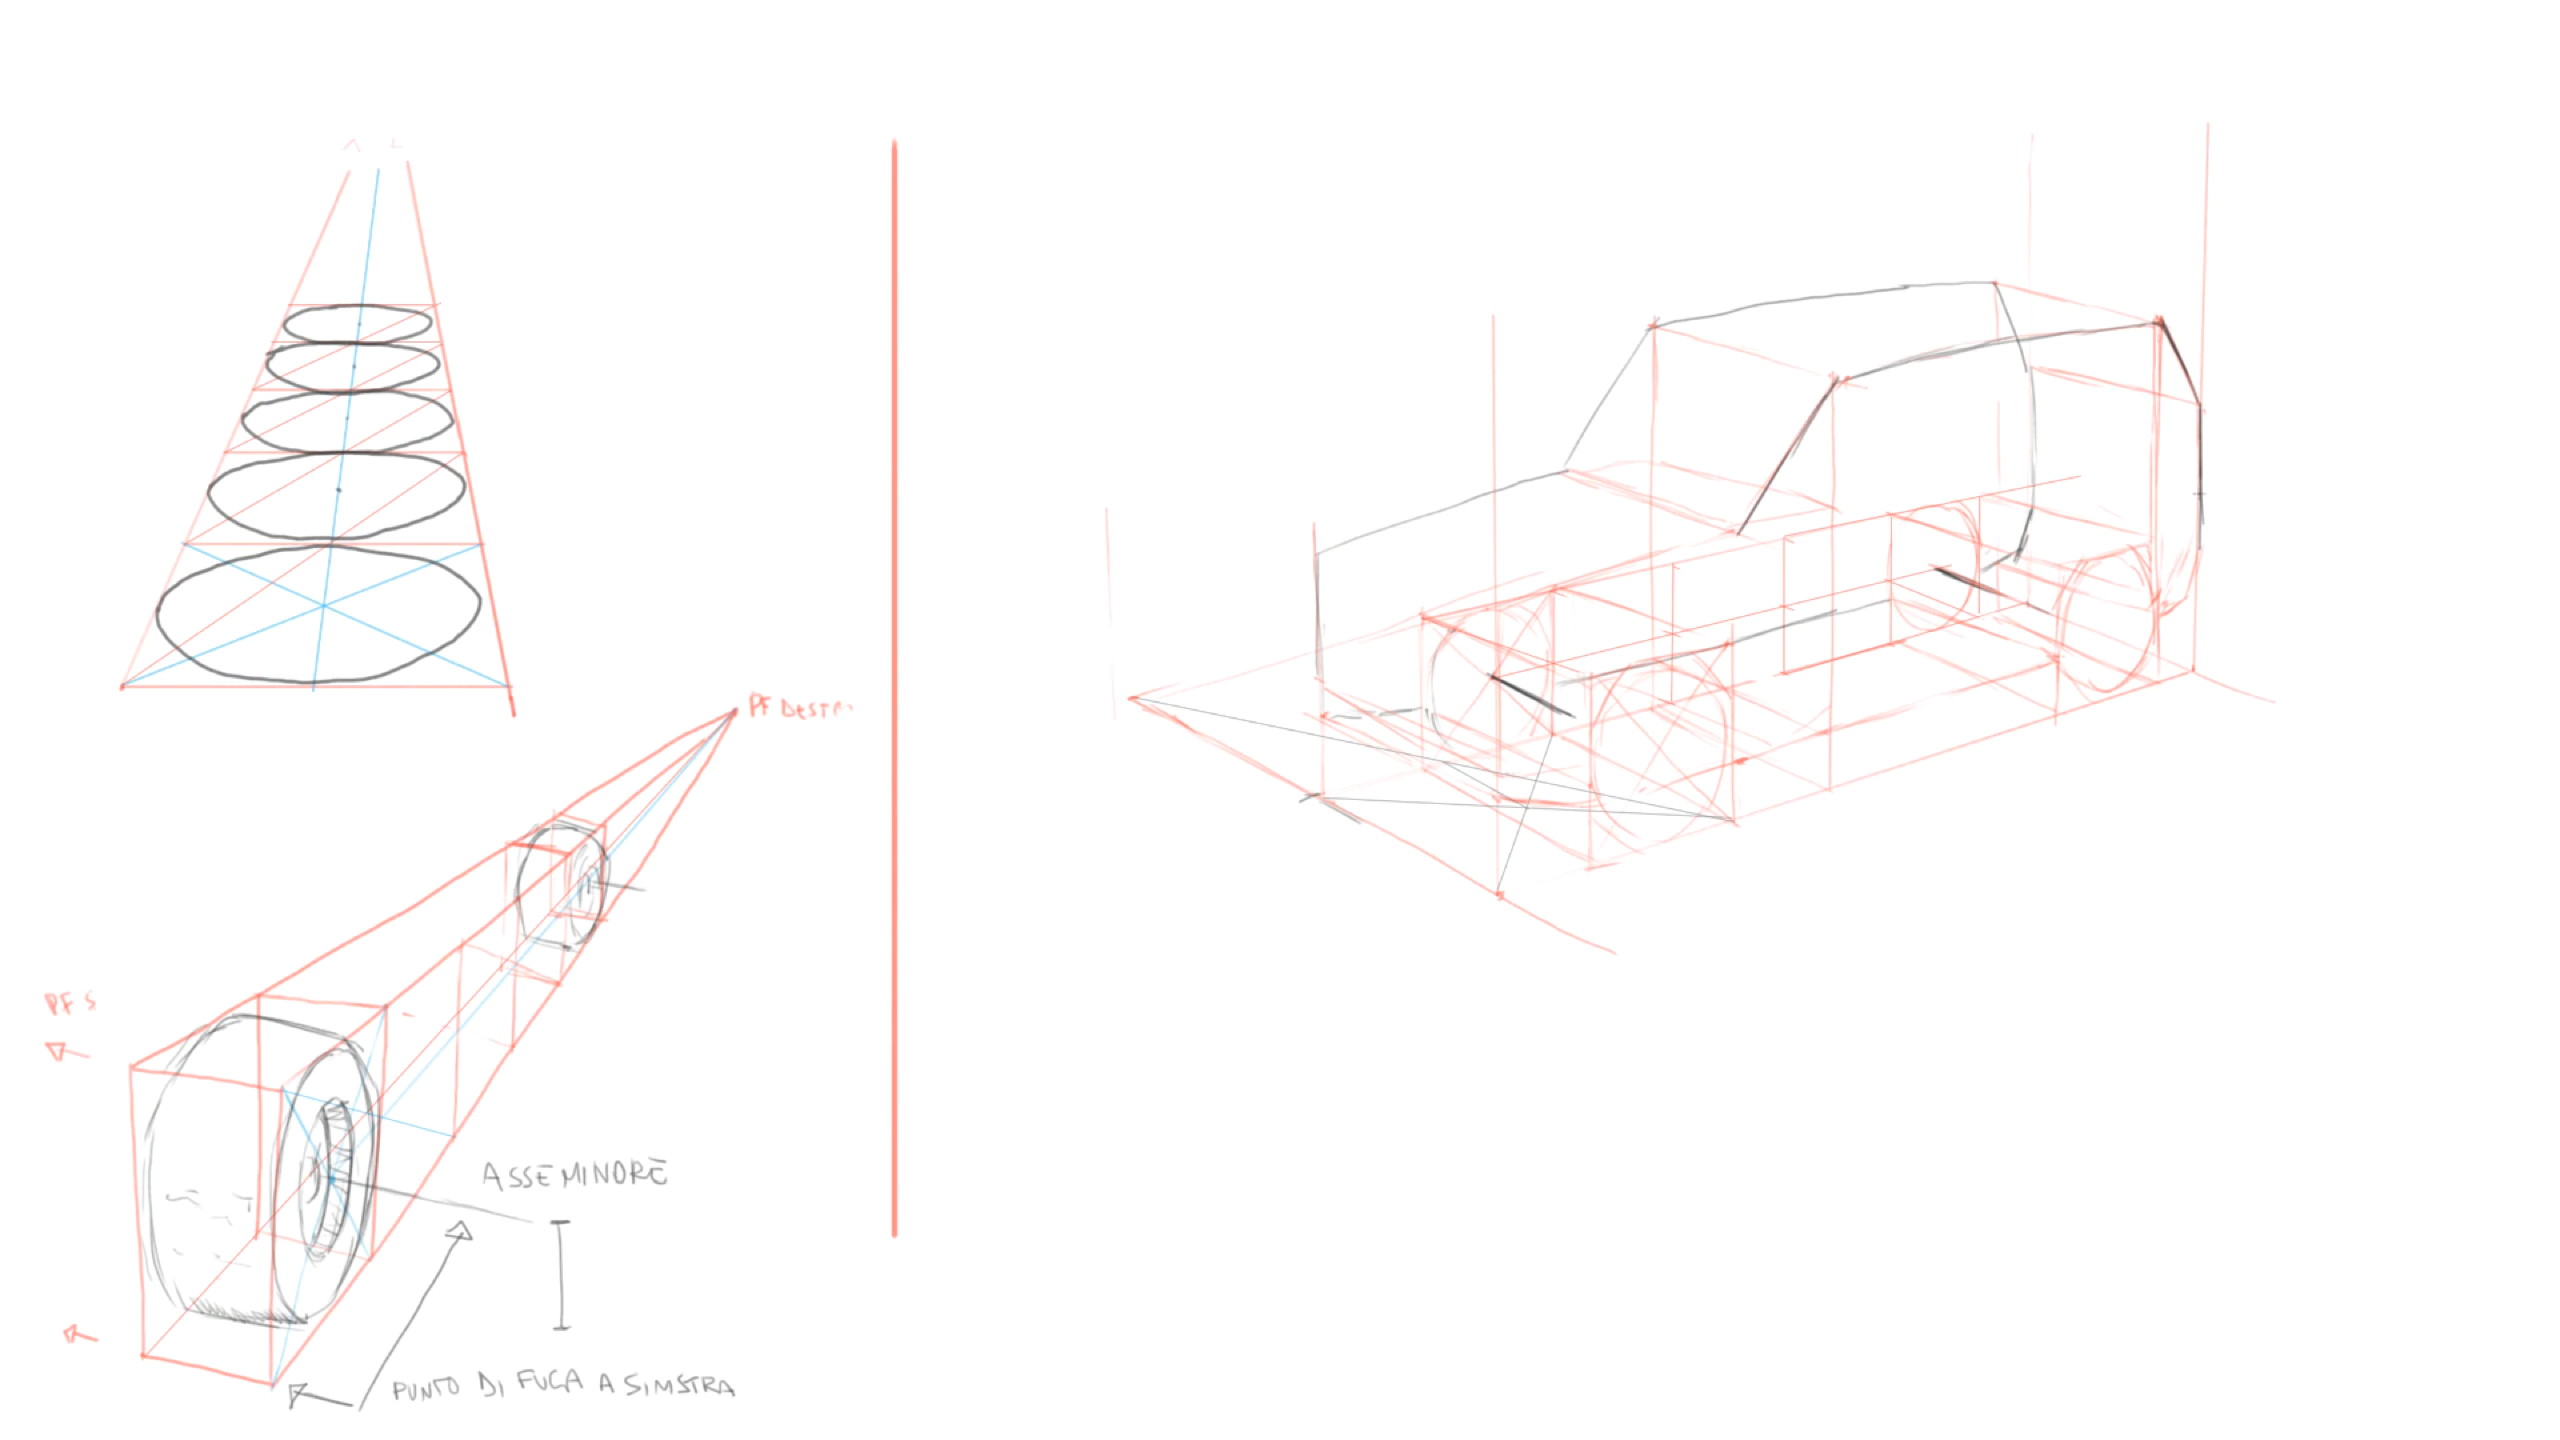 PF DESTR
PF S
ASSE MINORE
PUNTO DI FUGA A SINISTRA